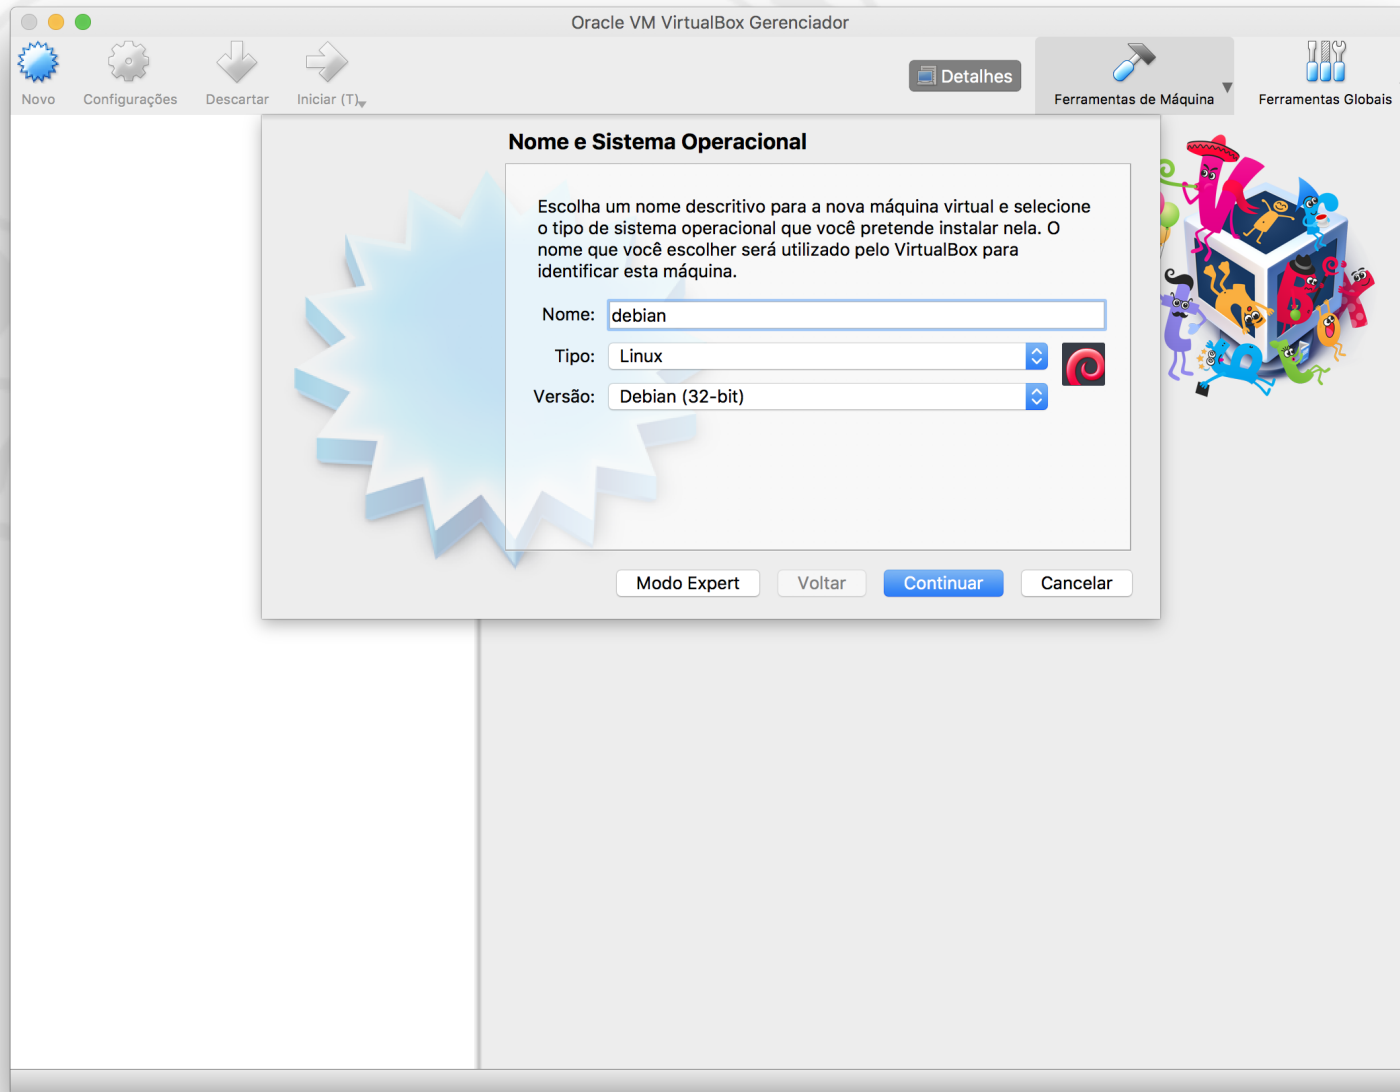 Oracle VM VirtualBox Gerenciador
Novo
Configurações
Descartar
Iniciar (T)
Detalhes
Ferramentas de Máquina
Ferramentas Globais
Nome e Sistema Operacional
Escolha um nome descritivo para a nova máquina virtual e selecione
o tipo de sistema operacional que você pretende instalar nela. O
nome que você escolher será utilizado pelo VirtualBox para
identificar esta máquina.
Nome: debian
Tipo: Linux
Versão: Debian (32-bit)
Modo Expert
Voltar
Continuar
Cancelar